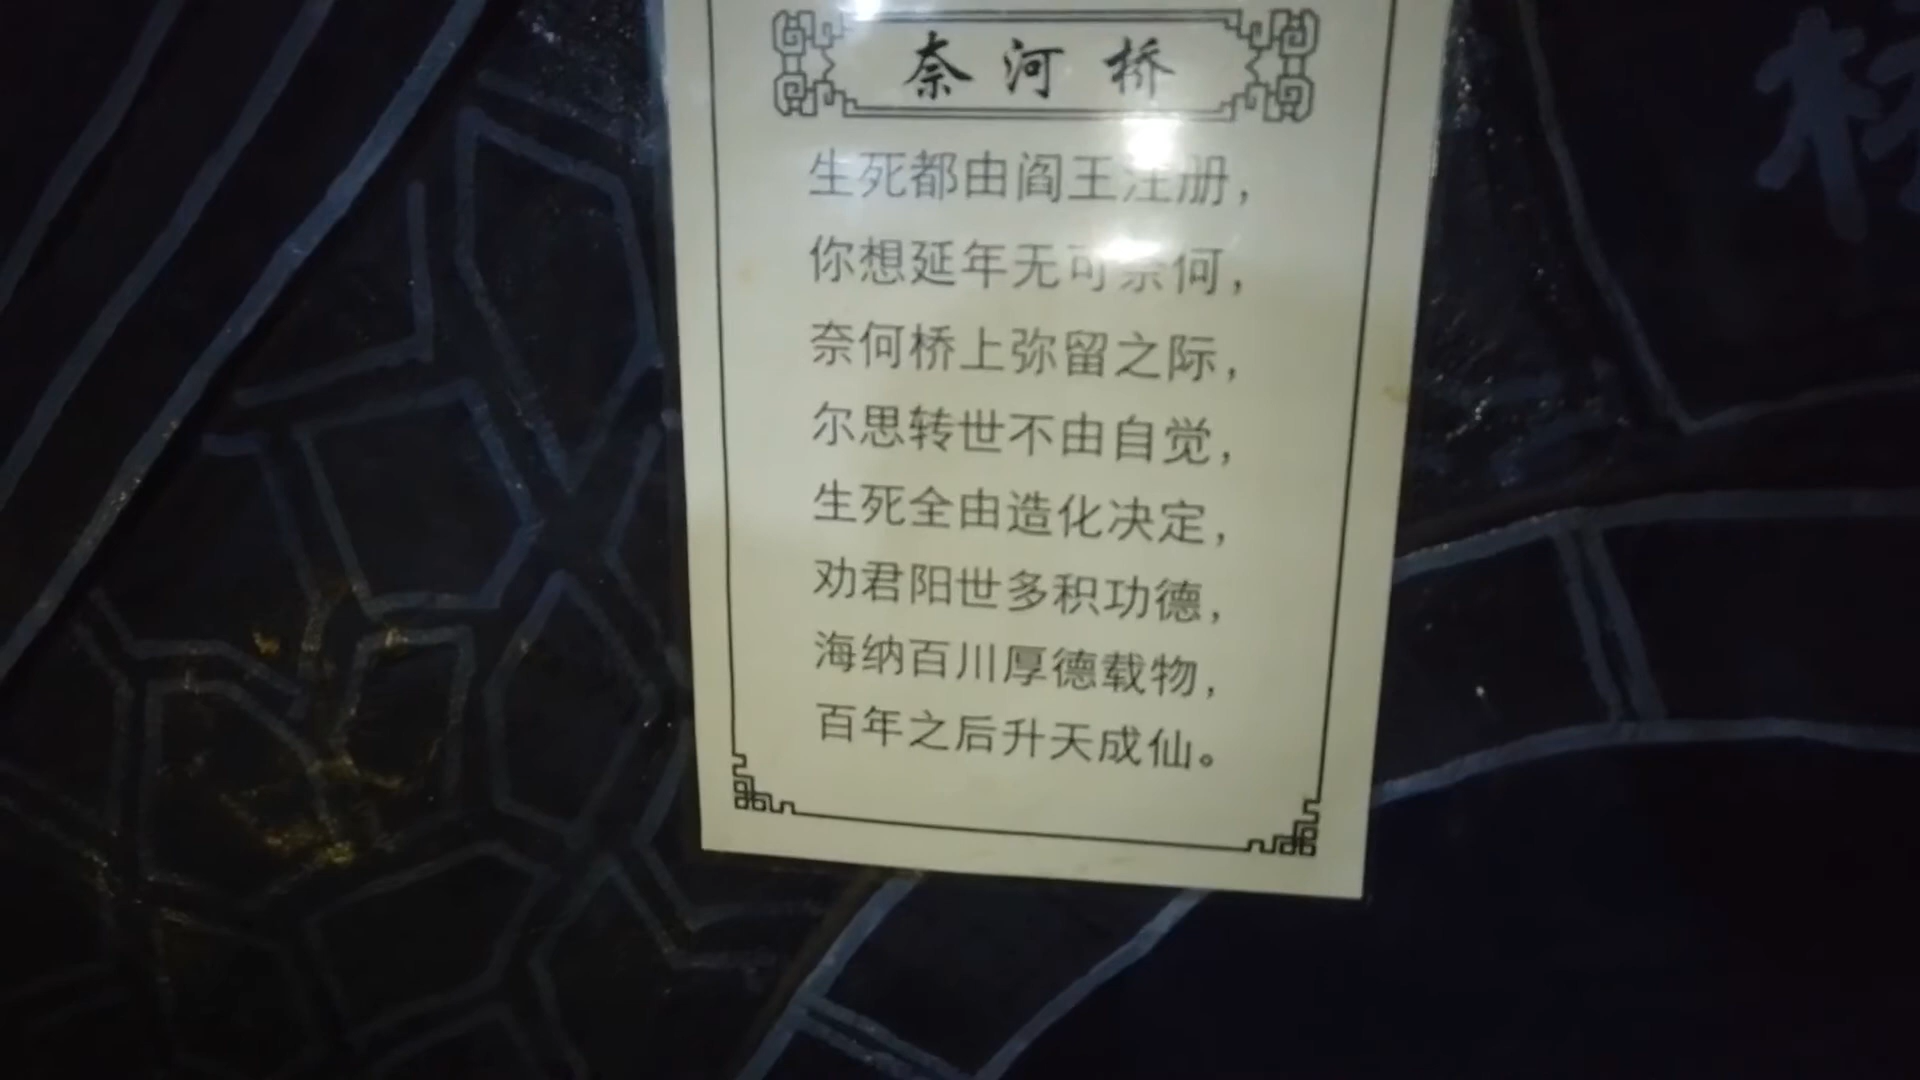 奈河桥
生死都由阎王注册，
你想延年无可奈何，
奈何桥上弥留之际，
尔思转世不由自觉，
生死全由造化决定，
劝君阳世多积功德，
海纳百川厚德载物，
百年之后升天成仙。